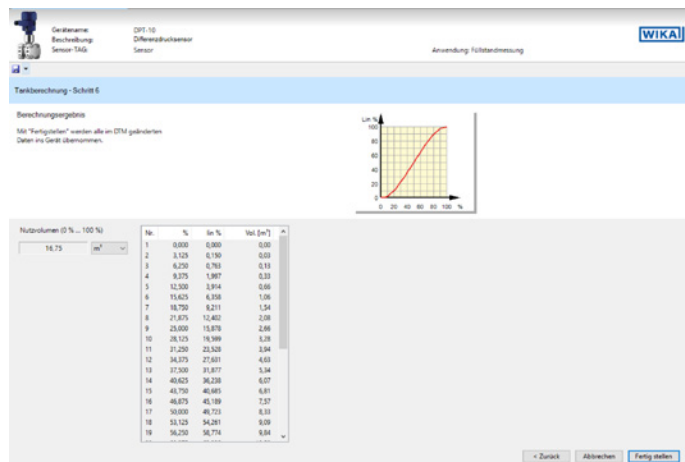 Gerätename: DPT-10
Beschreibung: Differenzdrucksensor
Sensor-TAG: Sensor
Anwendung: Füllstandmessung
WIKA
Tankberechnung - Schritt 6
Berechnungsergebnis
Mit "Fertigstellen" werden alle im DTM geänderten
Daten ins Gerät übernommen.
Lin %
100
80
60
40
20
0
0 20 40 60 80 100 %
Nutzvolumen (0 % ... 100 %)
16,75 m³
Nr. % lin % Vol. [m³]
1 0,000 0,000 0,00
2 3,125 0,150 0,03
3 6,250 0,763 0,13
4 9,375 1,967 0,33
5 12,500 3,914 0,66
6 15,625 6,358 1,06
7 18,750 9,211 1,54
8 21,875 12,402 2,08
9 25,000 15,878 2,66
10 28,125 19,599 3,28
11 31,250 23,528 3,94
12 34,375 27,631 4,63
13 37,500 31,877 5,34
14 40,625 36,238 6,07
15 43,750 40,685 6,81
16 46,875 45,189 7,57
17 50,000 49,723 8,33
18 53,125 54,261 9,09
19 56,250 58,774 9,84
< Zurück Abbrechen Fertig stellen